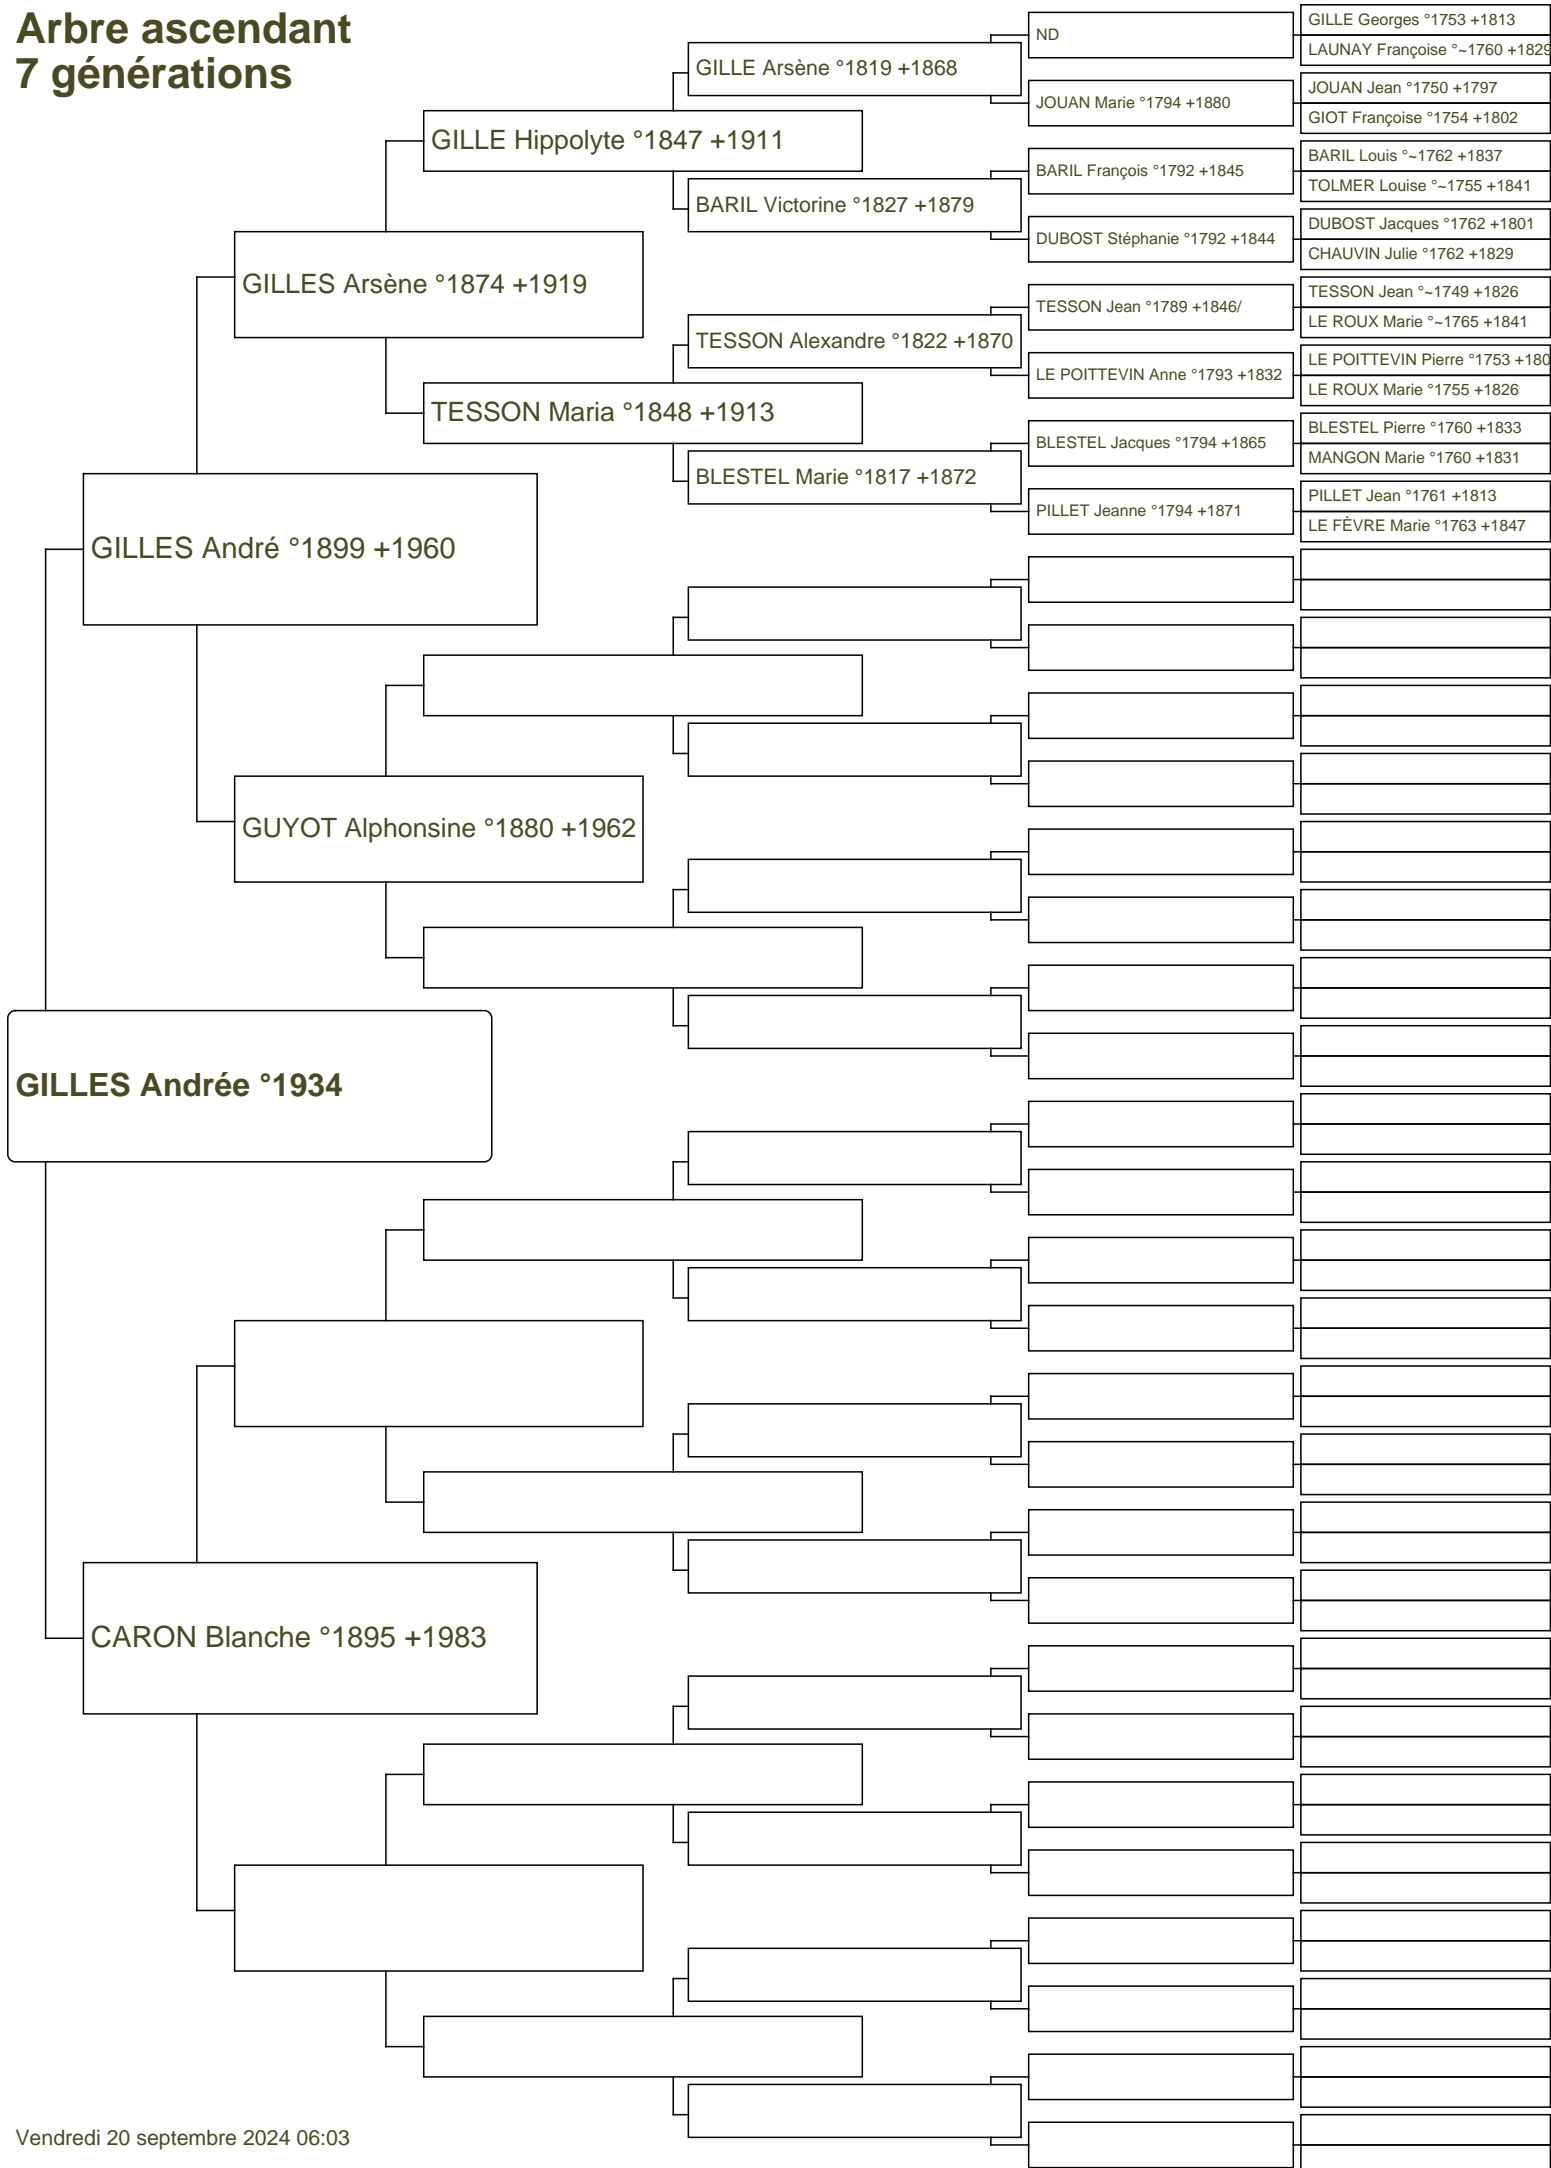 Arbre ascendant
7 générations
GILLES Andrée °1934
GILLES André °1899 +1960
CARON Blanche °1895 +1983
GILLES Arsène °1874 +1919
GUYOT Alphonsine °1880 +1962
GILLE Hippolyte °1847 +1911
TESSON Maria °1848 +1913
GILLE Arsène °1819 +1868
BARIL Victorine °1827 +1879
TESSON Alexandre °1822 +1870
BLESTEL Marie °1817 +1872
ND
JOUAN Marie °1794 +1880
BARIL François °1792 +1845
DUBOST Stéphanie °1792 +1844
TESSON Jean °1789 +1846/
LE POITTEVIN Anne °1793 +1832
BLESTEL Jacques °1794 +1865
PILLET Jeanne °1794 +1871
GILLE Georges °1753 +1813
LAUNAY Françoise °~1760 +1829
JOUAN Jean °1750 +1797
GIOT Françoise °1754 +1802
BARIL Louis °~1762 +1837
TOLMER Louise °~1755 +1841
DUBOST Jacques °1762 +1801
CHAUVIN Julie °1762 +1829
TESSON Jean °~1749 +1826
LE ROUX Marie °~1765 +1841
LE POITTEVIN Pierre °1753 +180
LE ROUX Marie °1755 +1826
BLESTEL Pierre °1760 +1833
MANGON Marie °1760 +1831
PILLET Jean °1761 +1813
LE FÈVRE Marie °1763 +1847
Vendredi 20 septembre 2024 06:03